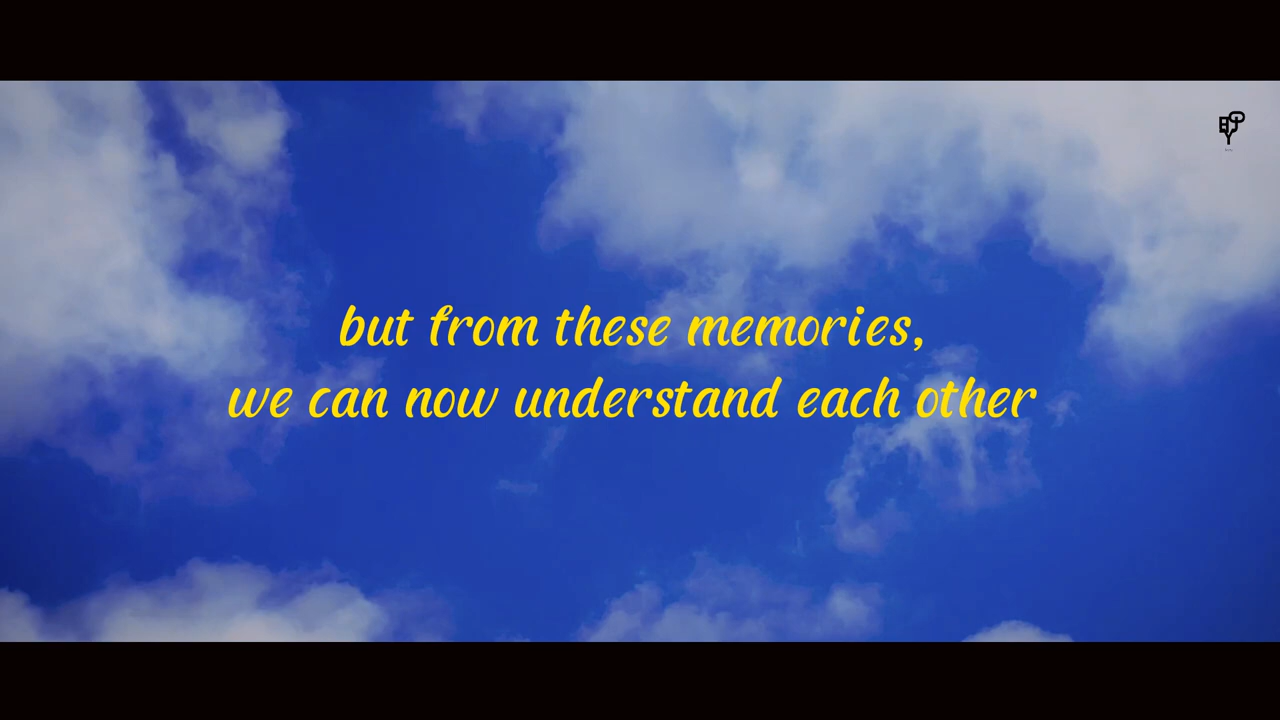 but from these memories,
we can now understand each other